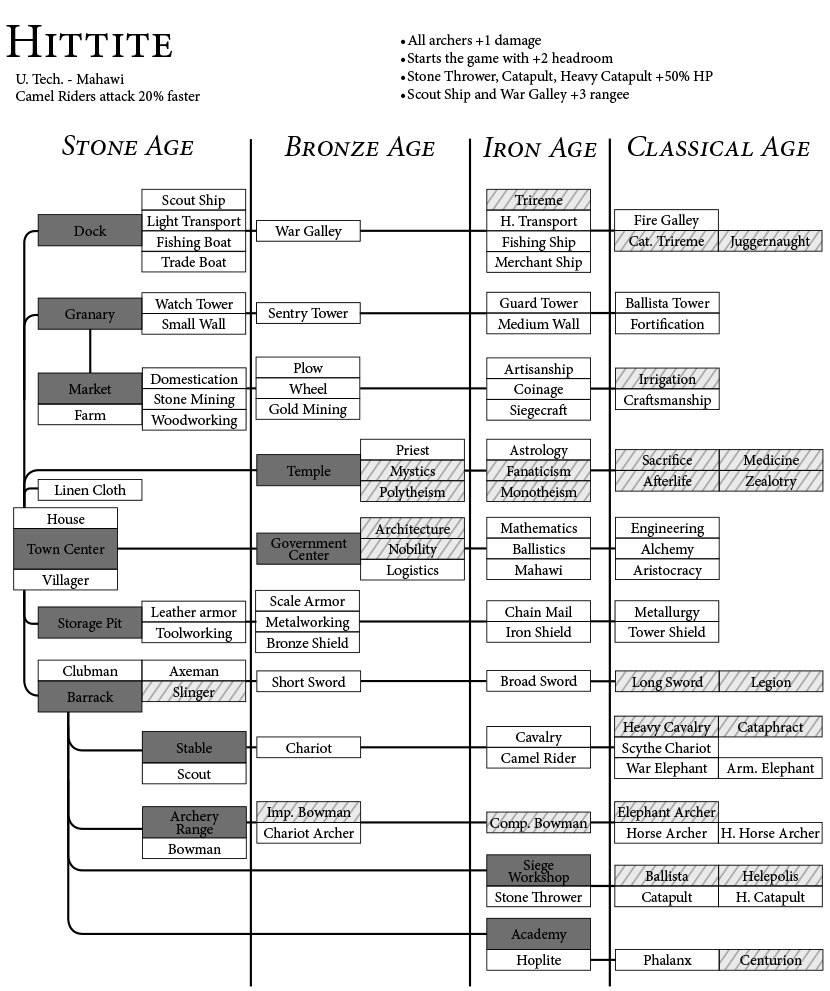 HITTITE
U. Tech. - Mahawi
Camel Riders attack 20% faster
•All archers +1 damage
•Starts the game with +2 headroom
•Stone Thrower, Catapult, Heavy Catapult +50% HP
•Scout Ship and War Galley +3 rangee
STONE AGE
BRONZE AGE
IRON AGE
CLASSICAL AGE
Dock
Scout Ship
Light Transport
Fishing Boat
Trade Boat
War Galley
Trireme
H. Transport
Fishing Ship
Merchant Ship
Fire Galley
Cat. Trireme
Juggernaught
Granary
Watch Tower
Small Wall
Sentry Tower
Guard Tower
Medium Wall
Ballista Tower
Fortification
Market
Farm
Domestication
Stone Mining
Woodworking
Plow
Wheel
Gold Mining
Artisanship
Coinage
Siegecraft
Irrigation
Craftsmanship
Temple
Priest
Mystics
Polytheism
Astrology
Fanaticism
Monotheism
Sacrifice
Medicine
Afterlife
Zealotry
Linen Cloth
House
Town Center
Villager
Government
Center
Architecture
Nobility
Logistics
Mathematics
Ballistics
Mahawi
Engineering
Alchemy
Aristocracy
Storage Pit
Leather armor
Toolworking
Scale Armor
Metalworking
Bronze Shield
Chain Mail
Iron Shield
Metallurgy
Tower Shield
Clubman
Axeman
Barrack
Slinger
Short Sword
Broad Sword
Long Sword
Legion
Stable
Scout
Chariot
Cavalry
Camel Rider
Heavy Cavalry
Cataphract
Scythe Chariot
War Elephant
Arm. Elephant
Archery
Range
Bowman
Imp. Bowman
Chariot Archer
Comp. Bowman
Elephant Archer
Horse Archer
H. Horse Archer
Siege
Workshop
Stone Thrower
Ballista
Helepolis
Catapult
H. Catapult
Academy
Hoplite
Phalanx
Centurion